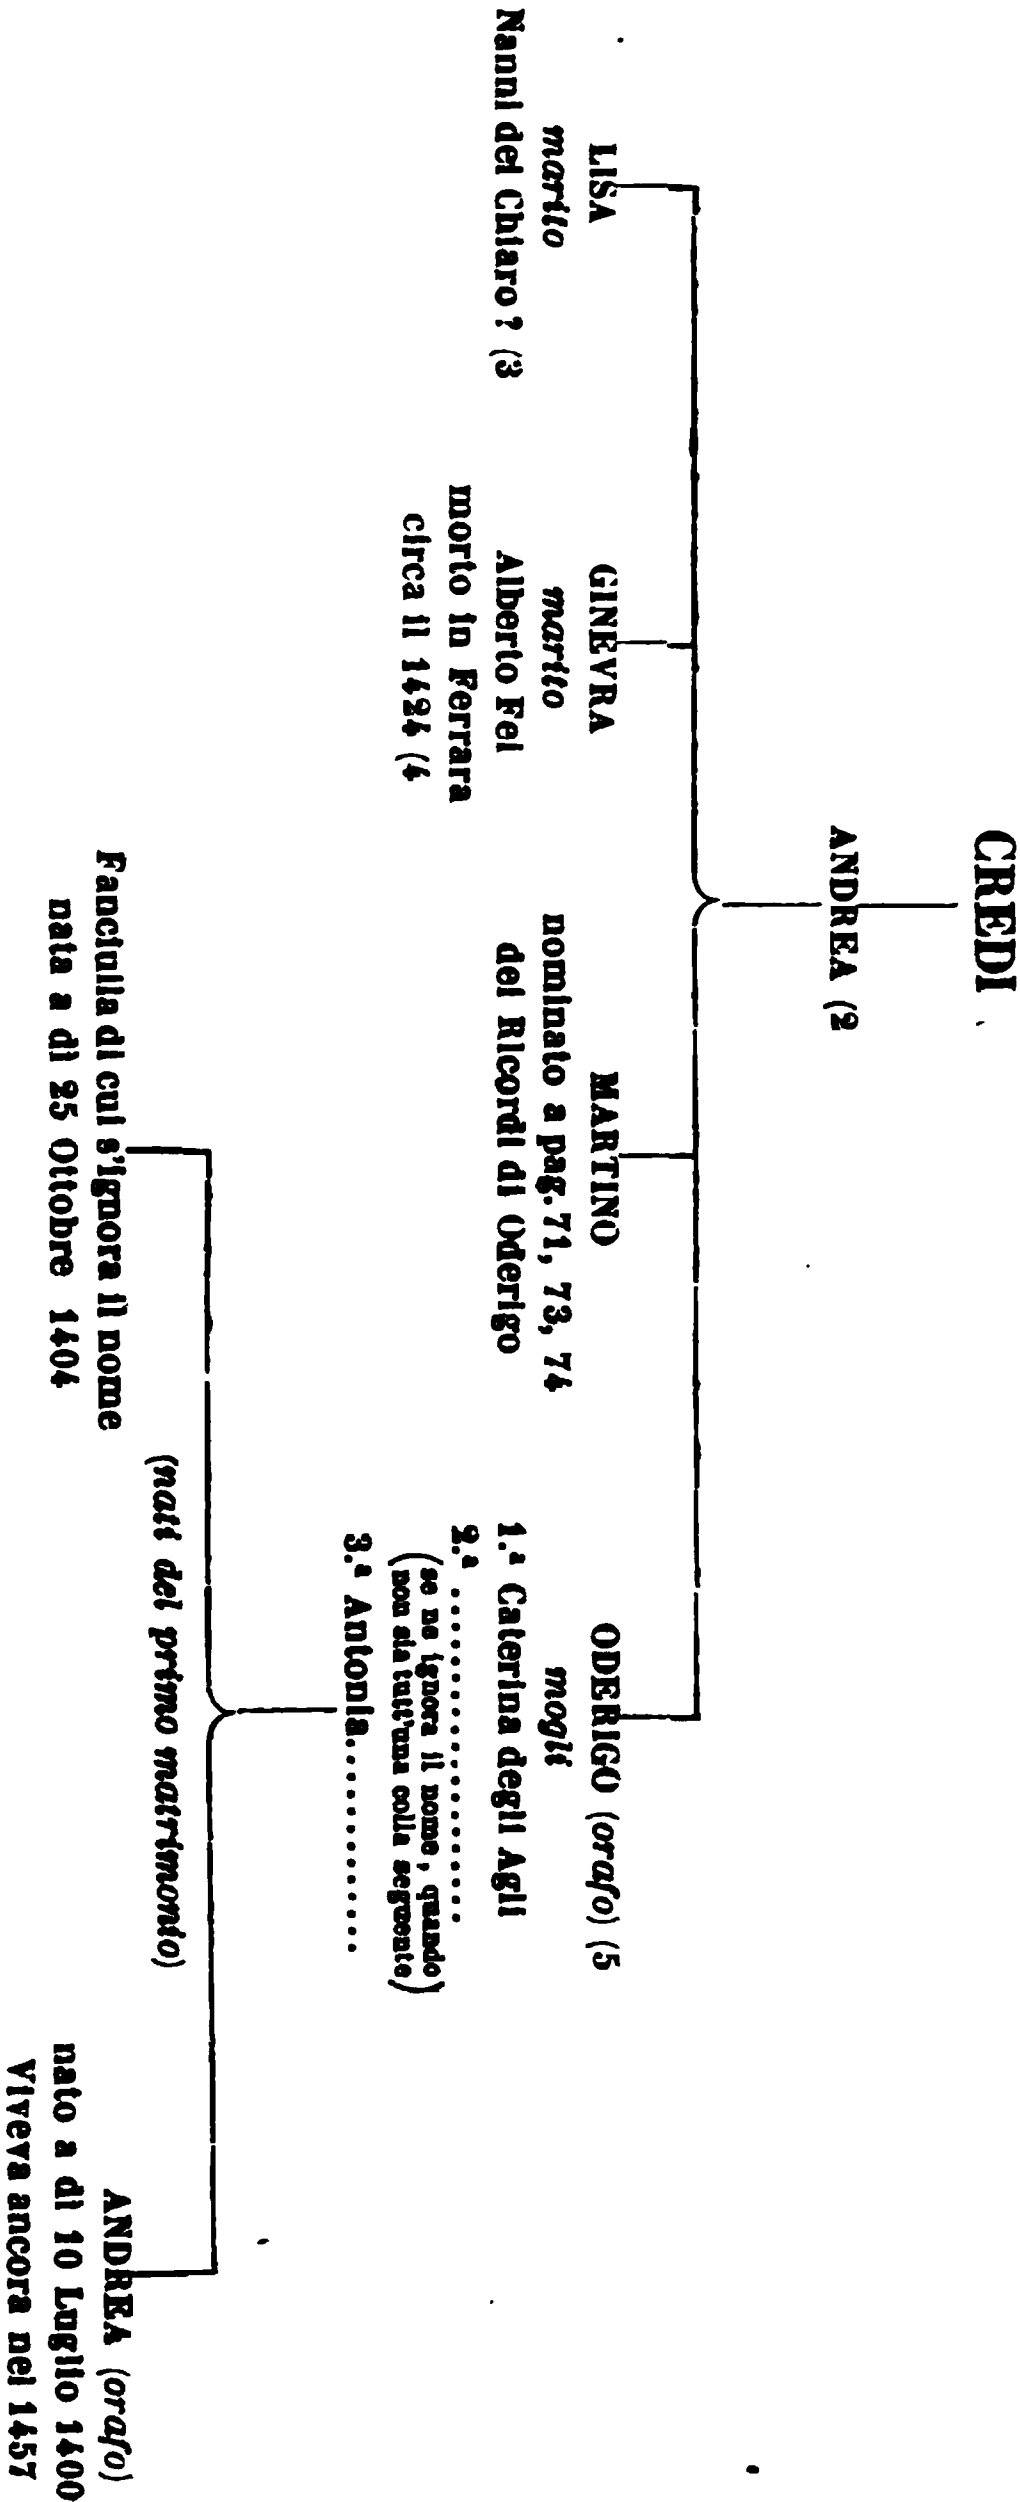 CREDI
ANDREA (2
LISA
marito
Nanni del Chiaro? (3
GINEVRA
marito
Alberto Fei
morto in Ferrara
circa il 1424 (4
MARTINO
nominato a pag. 71, 73, 74
dei Ricordi di Oderigo
ODERIGO (orafo) (5
mogli
1.a Caterina degli Agli
2.a ....................
(se ne ignora il nome, quando
non sia tutt'una colla seguente)
3.a Antonia..............
(nati del primo matrimonio)
Fanciulla di cui s'ignora il nome
nata a dì 25 Ottobre 1404
ANDREA (orafo)
nato a dì 10 Luglio 1400
Viveva ancora nel 1457